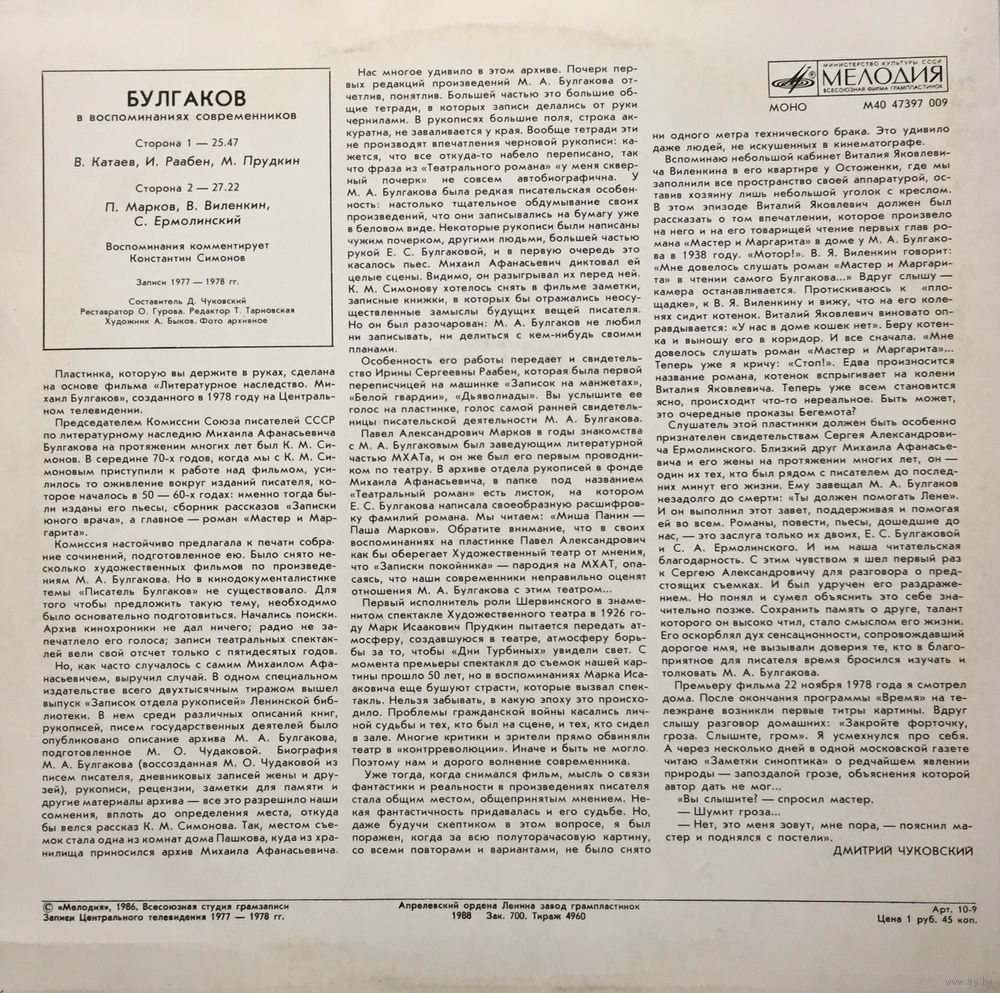 БУЛГАКОВ
в воспоминаниях современников
Сторона 1 — 25.47
В. Катаев, И. Раабен, М. Прудкин
Сторона 2 — 27.22
П. Марков, В. Виленкин,
С. Ермолинский
Воспоминания комментирует
Константин Симонов
Записи 1977 — 1978 гг.
Составитель Д. Чуковский
Реставратор О. Гурова. Редактор Т. Тарновская
Художник А. Быков. Фото архивное
Пластинка, которую вы держите в руках, сделана
на основе фильма «Литературное наследство. Ми-
хаил Булгаков», созданного в 1978 году на Централь-
ном телевидении.
Председателем Комиссии Союза писателей СССР
по литературному наследию Михаила Афанасьевича
Булгакова на протяжении многих лет был К. М. Си-
монов. В середине 70-х годов, когда мы с К. М. Си-
моновым приступили к работе над фильмом, уси-
лилось то оживление вокруг изданий писателя, ко-
торое началось в 50 — 60-х годах: именно тогда бы-
ли изданы его пьесы, сборник рассказов «Записки
юного врача», а главное — роман «Мастер и Мар-
гарита».
Комиссия настойчиво предлагала к печати собра-
ние сочинений, подготовленное ею. Было снято не-
сколько художественных фильмов по произведе-
ниям М. А. Булгакова. Но в кинодокументалистике
темы «Писатель Булгаков» не существовало. Для
того чтобы предложить такую тему, необходимо
было основательно подготовиться. Начались поиски.
Архив кинохроники не дал ничего; радио не за-
печатлело его голоса; записи театральных спектак-
лей вели свой отсчет только с пятидесятых годов.
Но, как часто случалось с самим Михаилом Афа-
насьевичем, выручил случай. В одном специальном
издательстве всего двухтысячным тиражом вышел
выпуск «Записок отдела рукописей» Ленинской биб-
лиотеки. В нем среди различных описаний книг,
рукописей, писем государственных деятелей было
опубликовано описание архива М. А. Булгакова,
подготовленное М. О. Чудаковой. Биография
М. А. Булгакова (воссозданная М. О. Чудаковой из
писем писателя, дневниковых записей жены и дру-
зей), рукописи, рецензии, заметки для памяти и
другие материалы архива — все это разрешило наши
сомнения, вплоть до определения места, откуда
бы велся рассказ К. М. Симонова. Так, местом съе-
мок стала одна из комнат дома Пашкова, куда из хра-
нилища приносился архив Михаила Афанасьевича.
Нас многое удивило в этом архиве. Почерк пер-
вых редакций произведений М. А. Булгакова от-
четлив, понятлив. Большей частью это большие об-
щие тетради, в которых записи делались от руки
чернилами. В рукописях большие поля, строка ак-
куратна, не заваливается у края. Вообще тетради эти
не производят впечатления черновой рукописи: ка-
жется, что все откуда-то набело переписано, так
что фраза из «Театрального романа» «у меня сквер-
ный почерк» не совсем автобиографична. У
М. А. Булгакова была редкая писательская особен-
ность: настолько тщательное обдумывание своих
произведений, что они записывались на бумагу уже
в беловом виде. Некоторые рукописи были написаны
чужим почерком, другими людьми, большей частью
рукой Е. С. Булгаковой, и в первую очередь это
касалось пьес. Михаил Афанасьевич диктовал ей
целые сцены. Видимо, он разыгрывал их перед ней.
К. М. Симонову хотелось снять в фильме заметки,
записные книжки, в которых бы отражались неосу-
ществленные замыслы будущих вещей писателя.
Но он был разочарован: М. А. Булгаков не любил
ни записывать, ни делиться с кем-нибудь своими
планами.
Особенность его работы передает и свидетель-
ство Ирины Сергеевны Раабен, которая была первой
переписчицей на машинке «Записок на манжетах»,
«Белой гвардии», «Дьяволиады». Вы услышите ее
голос на пластинке, голос самой ранней свидетель-
ницы писательской деятельности М. А. Булгакова.
Павел Александрович Марков в годы знакомства
с М. А. Булгаковым был заведующим литературной
частью МХАТа, и он же был его первым проводни-
ком по театру. В архиве отдела рукописей в фонде
Михаила Афанасьевича, в папке под названием
«Театральный роман» есть листок, на котором
Е. С. Булгакова написала своеобразную расшифров-
ку фамилий романа. Мы читаем: «Миша Панин —
Паша Марков». Обратите внимание, что в своих
воспоминаниях на пластинке Павел Александрович
как бы оберегает Художественный театр от мнения,
что «Записки покойника» — пародия на МХАТ, опа-
саясь, что наши современники неправильно оценят
отношения М. А. Булгакова с этим театром...
Первый исполнитель роли Шервинского в знаме-
нитом спектакле Художественного театра в 1926 го-
ду Марк Исаакович Прудкин пытается передать ат-
мосферу, создавшуюся в театре, атмосферу борь-
бы за то, чтобы «Дни Турбиных» увидели свет. С
момента премьеры спектакля до съемок нашей кар-
тины прошло 50 лет, но в воспоминаниях Марка Иса-
аковича еще бушуют страсти, которые вызвал спек-
такль. Нельзя забывать, в какую эпоху это происхо-
дило. Проблемы гражданской войны касались лич-
ной судьбы и тех, кто был на сцене, и тех, кто сидел
в зале. Многие критики и зрители прямо обвиняли
театр в «контрреволюции». Иначе и быть не могло.
Поэтому нам и дорого волнение современника.
Уже тогда, когда снимался фильм, мысль о связи
фантастики и реальности в произведениях писателя
стала общим местом, общепринятым мнением. Не-
кая фантастичность придавалась и его судьбе. Но,
даже будучи скептиком в этом вопросе, я был
поражен, когда за всю полуторачасовую картину,
со всеми повторами и вариантами, не было снято
МИНИСТЕРСТВО КУЛЬТУРЫ СССР
МЕЛОДИЯ
ВСЕСОЮЗНАЯ ФИРМА ГРАМПЛАСТИНОК
МОНО М40 47397 009
ни одного метра технического брака. Это удивило
даже людей, не искушенных в кинематографе.
Вспоминаю небольшой кабинет Виталия Яковлеви-
ча Виленкина в его квартире у Остоженки, где мы
заполнили все пространство своей аппаратурой, ос-
тавив хозяину лишь небольшой уголок с креслом.
В этом эпизоде Виталий Яковлевич должен был
рассказать о том впечатлении, которое произвело
на него и на его товарищей чтение первых глав ро-
мана «Мастер и Маргарита» в доме у М. А. Булгако-
ва в 1938 году. «Мотор!». В. Я. Виленкин говорит:
«Мне довелось слушать роман «Мастер и Маргари-
та» в чтении самого Булгакова...» Вдруг слышу —
камера останавливается. Протискиваюсь к «пло-
щадке», к В. Я. Виленкину и вижу, что на его коле-
нях сидит котенок. Виталий Яковлевич виновато оп-
равдывается: «У нас в доме кошек нет». Беру котен-
ка и выношу его в коридор. И все сначала. «Мне
довелось слушать роман «Мастер и Маргарита»...
Теперь уже я кричу: «Стоп!». Едва произносится
название романа, котенок вспрыгивает на колени
Виталия Яковлевича. Теперь уже всем становится
ясно, происходит что-то нереальное. Быть может,
это очередные проказы Бегемота?
Слушатель этой пластинки должен быть особенно
признателен свидетельствам Сергея Александрови-
ча Ермолинского. Близкий друг Михаила Афанасье-
вича и его жены на протяжении многих лет, он —
один их тех, кто был рядом с писателем до послед-
них минут его жизни. Ему завещал М. А. Булгаков
незадолго до смерти: «Ты должен помогать Лене».
И он выполнил этот завет, поддерживая и помогая
ей во всем. Романы, повести, пьесы, дошедшие до
нас, — это заслуга только их двоих, Е. С. Булгаковой
и С. А. Ермолинского. И им наша читательская
благодарность. С этим чувством я шел первый раз
к Сергею Александровичу для разговора о пред-
стоящих съемках. И был удручен его раздраже-
нием. Но понял и сумел объяснить это себе зна-
чительно позже. Сохранить память о друге, талант
которого он высоко чтил, стало смыслом его жизни.
Его оскорблял дух сенсационности, сопровождавший
дорогое имя, не вызывали доверия те, кто в благо-
приятное для писателя время бросился изучать и
толковать М. А. Булгакова.
Премьеру фильма 22 ноября 1978 года я смотрел
дома. После окончания программы «Время» на те-
леэкране возникли первые титры картины. Вдруг
слышу разговор домашних: «Закройте форточку,
гроза. Слышите, гром». Я усмехнулся про себя.
А через несколько дней в одной московской газете
читаю «Заметки синоптика» о редчайшем явлении
природы — запоздалой грозе, объяснения которой
автор дать не мог...
«Вы слышите? — спросил мастер.
— Шумит гроза...
— Нет, это меня зовут, мне пора, — пояснил ма-
стер и поднялся с постели».
ДМИТРИЙ ЧУКОВСКИЙ
© «Мелодия», 1986. Всесоюзная студия грамзаписи
Записи Центрального телевидения 1977 — 1978 гг.
Апрелевский ордена Ленина завод грампластинок
1988 Зак. 700. Тираж 4960
Арт. 10-9
Цена 1 руб. 45 коп.
www.ay.by